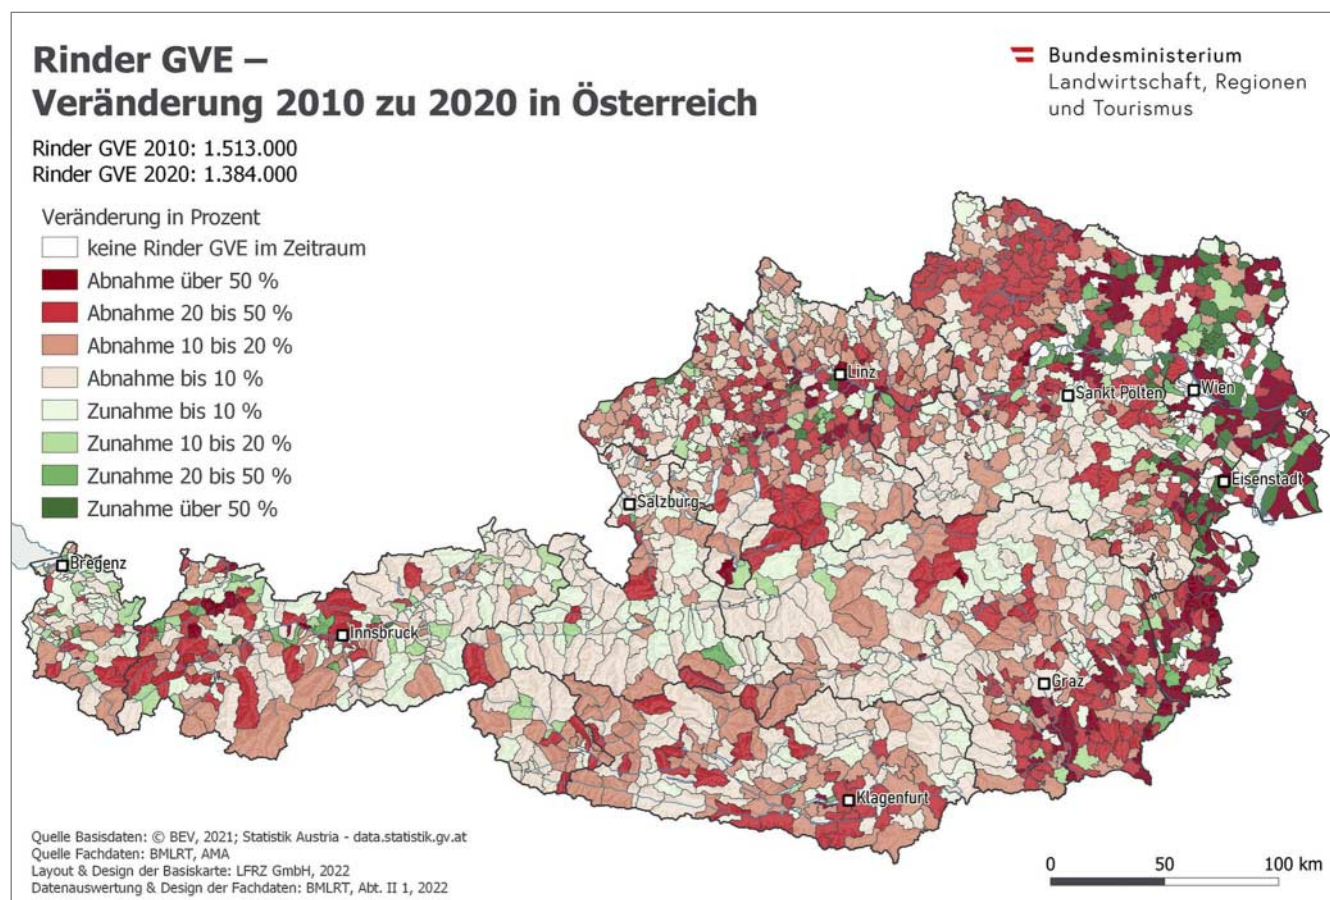 Rinder GVE –
Veränderung 2010 zu 2020 in Österreich
Bundesministerium
Landwirtschaft, Regionen
und Tourismus
Rinder GVE 2010: 1.513.000
Rinder GVE 2020: 1.384.000
Veränderung in Prozent
keine Rinder GVE im Zeitraum
Abnahme über 50 %
Abnahme 20 bis 50 %
Abnahme 10 bis 20 %
Abnahme bis 10 %
Zunahme bis 10 %
Zunahme 10 bis 20 %
Zunahme 20 bis 50 %
Zunahme über 50 %
Linz
Sankt Pölten
Wien
Eisenstadt
Salzburg
Bregenz
Innsbruck
Graz
Klagenfurt
Quelle Basisdaten: © BEV, 2021; Statistik Austria - data.statistik.gv.at
Quelle Fachdaten: BMLRT, AMA
Layout & Design der Basiskarte: LFRZ GmbH, 2022
Datenauswertung & Design der Fachdaten: BMLRT, Abt. II 1, 2022
0 50 100 km